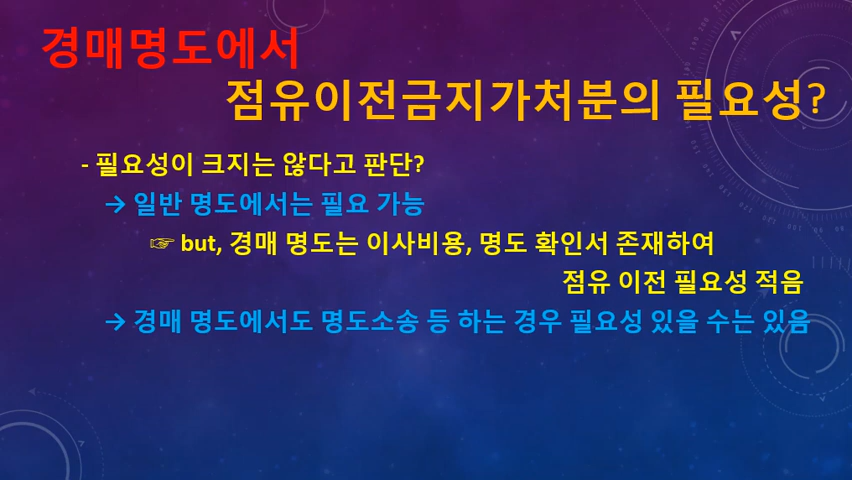 경매명도에서
점유이전금지가처분의 필요성?
- 필요성이 크지는 않다고 판단?
→ 일반 명도에서는 필요 가능
☞ but, 경매 명도는 이사비용, 명도 확인서 존재하여
점유 이전 필요성 적음
→ 경매 명도에서도 명도소송 등 하는 경우 필요성 있을 수는 있음